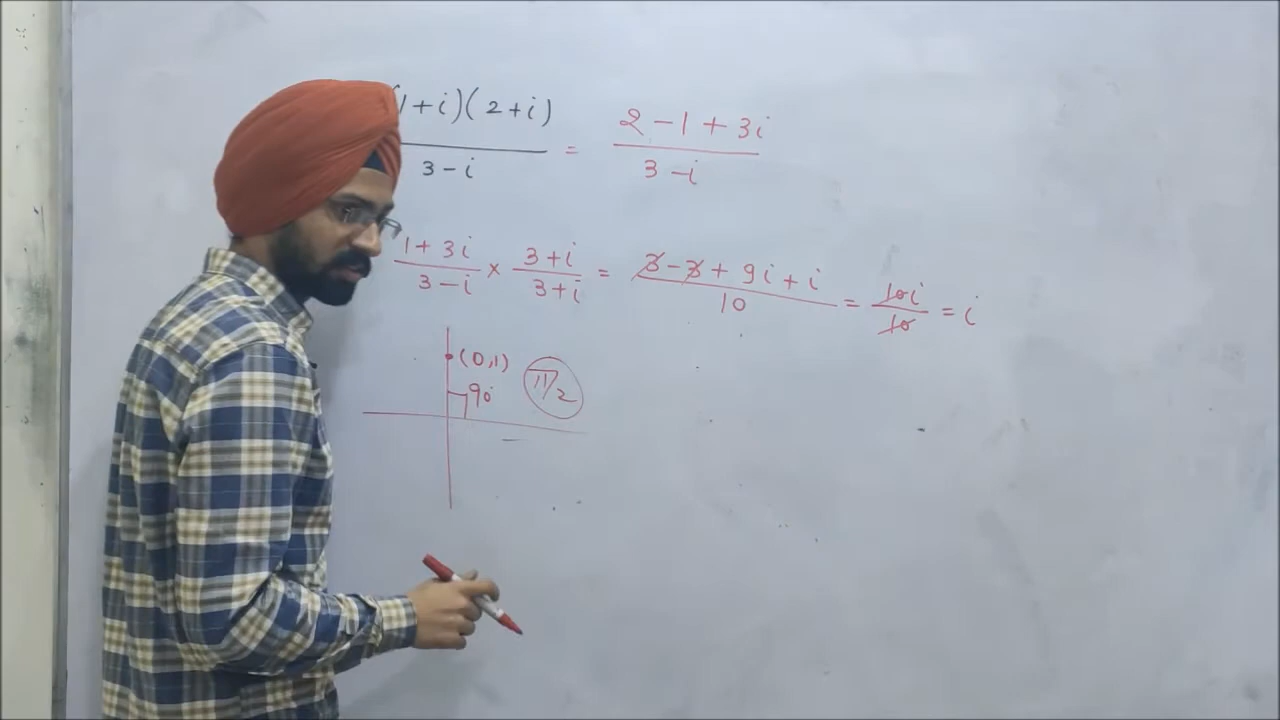 (1+i)(2+i) / 3-i = 2-1+3i / 3-i
1+3i / 3-i x 3+i / 3+i = 3-3+9i+i / 10 = 10i / 10 = i
(0,1)
90° π/2